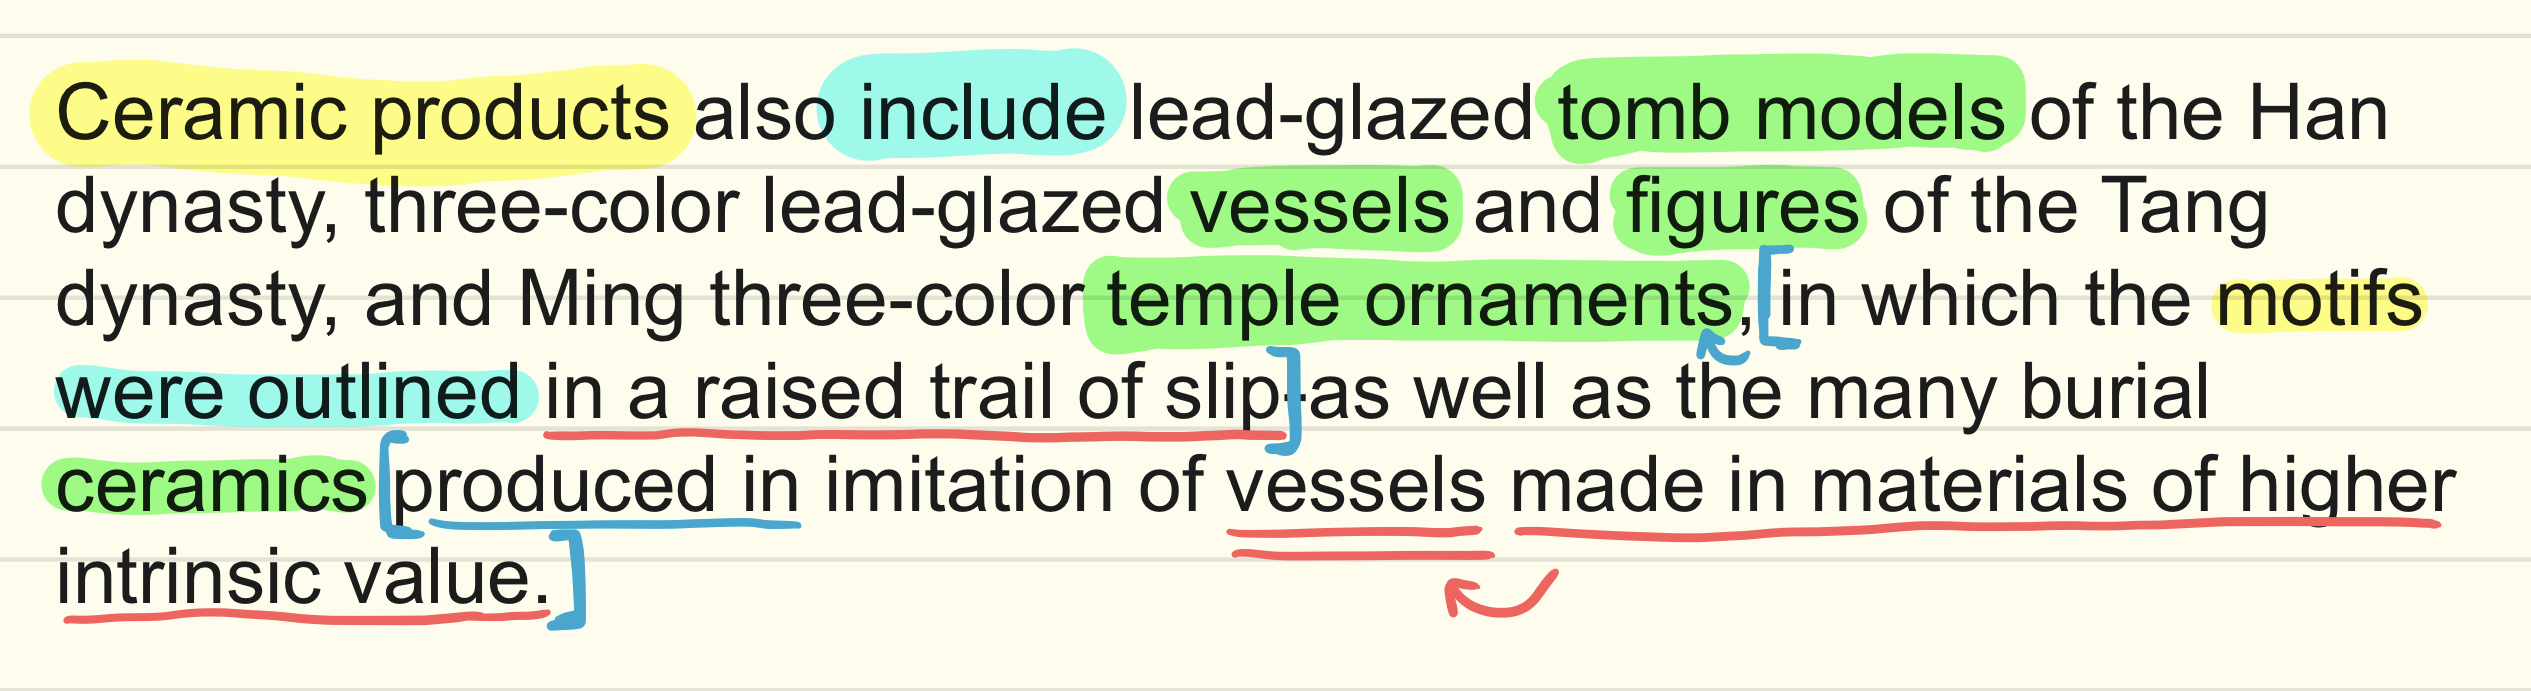 Ceramic products also include lead-glazed tomb models of the Han
dynasty, three-color lead-glazed vessels and figures of the Tang
dynasty, and Ming three-color temple ornaments, in which the motifs
were outlined in a raised trail of slip-as well as the many burial
ceramics produced in imitation of vessels made in materials of higher
intrinsic value.